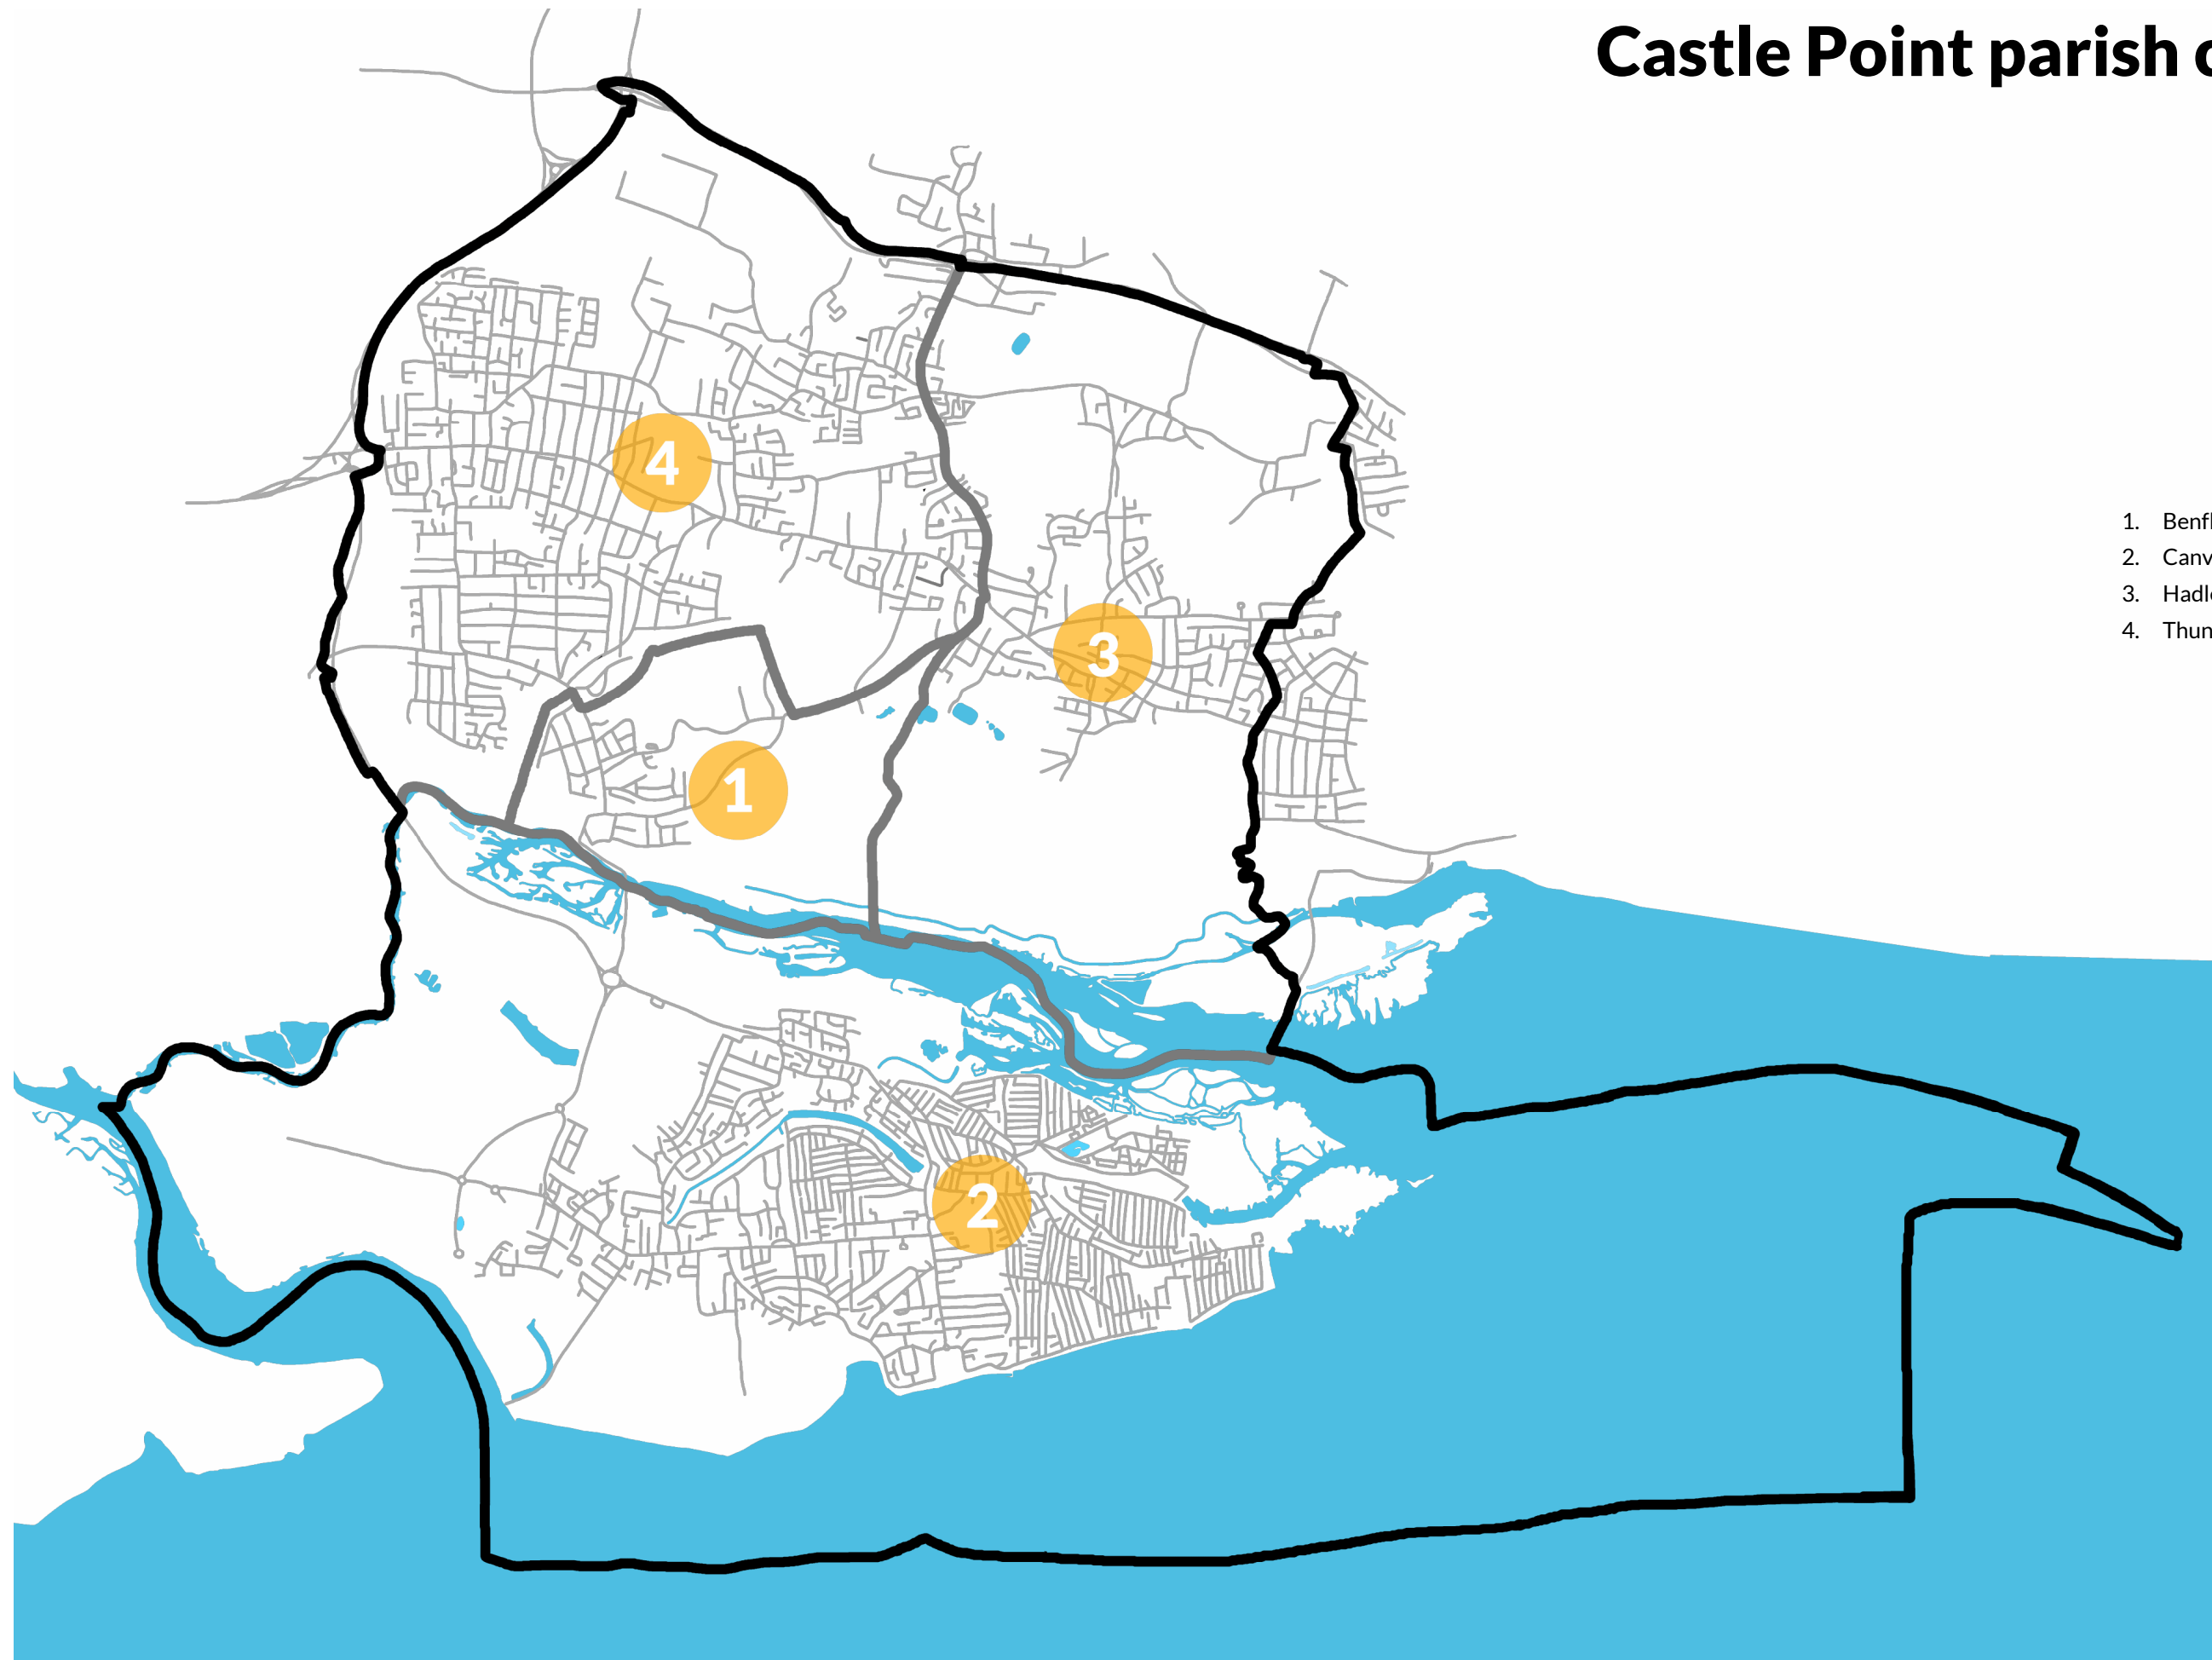 Castle Point parish
4
3
1
2
1. Benfl
2. Canv
3. Hadl
4. Thun